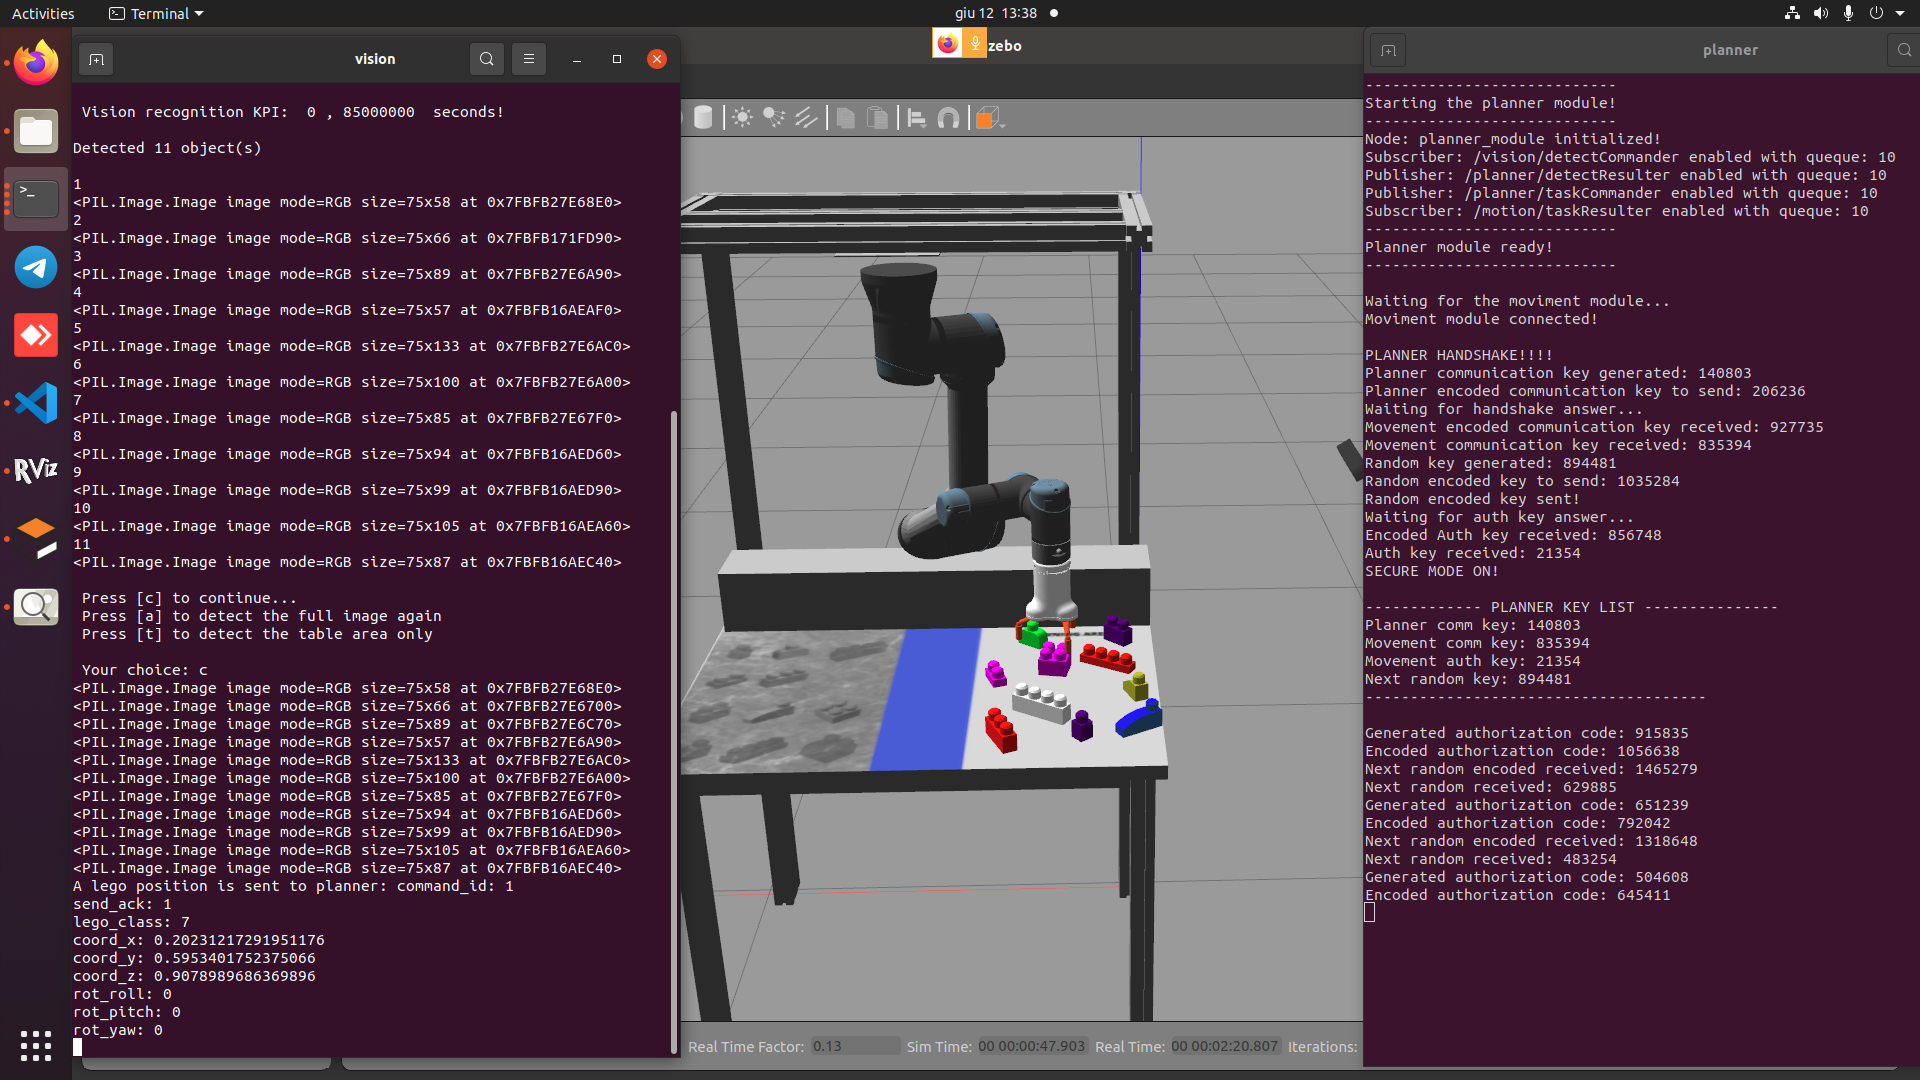 Activities
Terminal
giu 12 13:38
vision
Vision recognition KPI: 0 , 85000000 seconds!
Detected 11 object(s)
1
<PIL.Image.Image image mode=RGB size=75x58 at 0x7FBFB27E68E0>
2
<PIL.Image.Image image mode=RGB size=75x66 at 0x7FBFB171FD90>
3
<PIL.Image.Image image mode=RGB size=75x89 at 0x7FBFB27E6A90>
4
<PIL.Image.Image image mode=RGB size=75x57 at 0x7FBFB16AEAF0>
5
<PIL.Image.Image image mode=RGB size=75x133 at 0x7FBFB27E6AC0>
6
<PIL.Image.Image image mode=RGB size=75x100 at 0x7FBFB27E6A00>
7
<PIL.Image.Image image mode=RGB size=75x85 at 0x7FBFB27E67F0>
8
<PIL.Image.Image image mode=RGB size=75x94 at 0x7FBFB16AED60>
9
<PIL.Image.Image image mode=RGB size=75x99 at 0x7FBFB16AED90>
10
<PIL.Image.Image image mode=RGB size=75x105 at 0x7FBFB16AEA60>
11
<PIL.Image.Image image mode=RGB size=75x87 at 0x7FBFB16AEC40>
Press [c] to continue...
Press [a] to detect the full image again
Press [t] to detect the table area only
Your choice: c
<PIL.Image.Image image mode=RGB size=75x58 at 0x7FBFB27E68E0>
<PIL.Image.Image image mode=RGB size=75x66 at 0x7FBFB27E6700>
<PIL.Image.Image image mode=RGB size=75x89 at 0x7FBFB27E6C70>
<PIL.Image.Image image mode=RGB size=75x57 at 0x7FBFB27E6A90>
<PIL.Image.Image image mode=RGB size=75x133 at 0x7FBFB27E6AC0>
<PIL.Image.Image image mode=RGB size=75x100 at 0x7FBFB27E6A00>
<PIL.Image.Image image mode=RGB size=75x85 at 0x7FBFB27E67F0>
<PIL.Image.Image image mode=RGB size=75x94 at 0x7FBFB16AED60>
<PIL.Image.Image image mode=RGB size=75x99 at 0x7FBFB16AED90>
<PIL.Image.Image image mode=RGB size=75x105 at 0x7FBFB16AEA60>
<PIL.Image.Image image mode=RGB size=75x87 at 0x7FBFB16AEC40>
A lego position is sent to planner: command_id: 1
send_ack: 1
lego_class: 7
coord_x: 0.20231217291951176
coord_y: 0.5953401752375066
coord_z: 0.9078989686369896
rot_roll: 0
rot_pitch: 0
rot_yaw: 0
RViz
zebo
Real Time Factor: 0.13 Sim Time: 00 00:00:47.903 Real Time: 00 00:02:20.807 Iterations:
planner
----------------------------
Starting the planner module!
----------------------------
Node: planner_module initialized!
Subscriber: /vision/detectCommander enabled with queque: 10
Publisher: /planner/detectResulter enabled with queque: 10
Publisher: /planner/taskCommander enabled with queque: 10
Subscriber: /motion/taskResulter enabled with queque: 10
----------------------------
Planner module ready!
----------------------------
Waiting for the moviment module...
Moviment module connected!
PLANNER HANDSHAKE!!!!
Planner communication key generated: 140803
Planner encoded communication key to send: 206236
Waiting for handshake answer...
Movement encoded communication key received: 927735
Movement communication key received: 835394
Random key generated: 894481
Random encoded key to send: 1035284
Random encoded key sent!
Waiting for auth key answer...
Encoded Auth key received: 856748
Auth key received: 21354
SECURE MODE ON!
------------- PLANNER KEY LIST ---------------
Planner comm key: 140803
Movement comm key: 835394
Movement auth key: 21354
Next random key: 894481
--------------------------------------
Generated authorization code: 915835
Encoded authorization code: 1056638
Next random encoded received: 1465279
Next random received: 629885
Generated authorization code: 651239
Encoded authorization code: 792042
Next random encoded received: 1318648
Next random received: 483254
Generated authorization code: 504608
Encoded authorization code: 645411